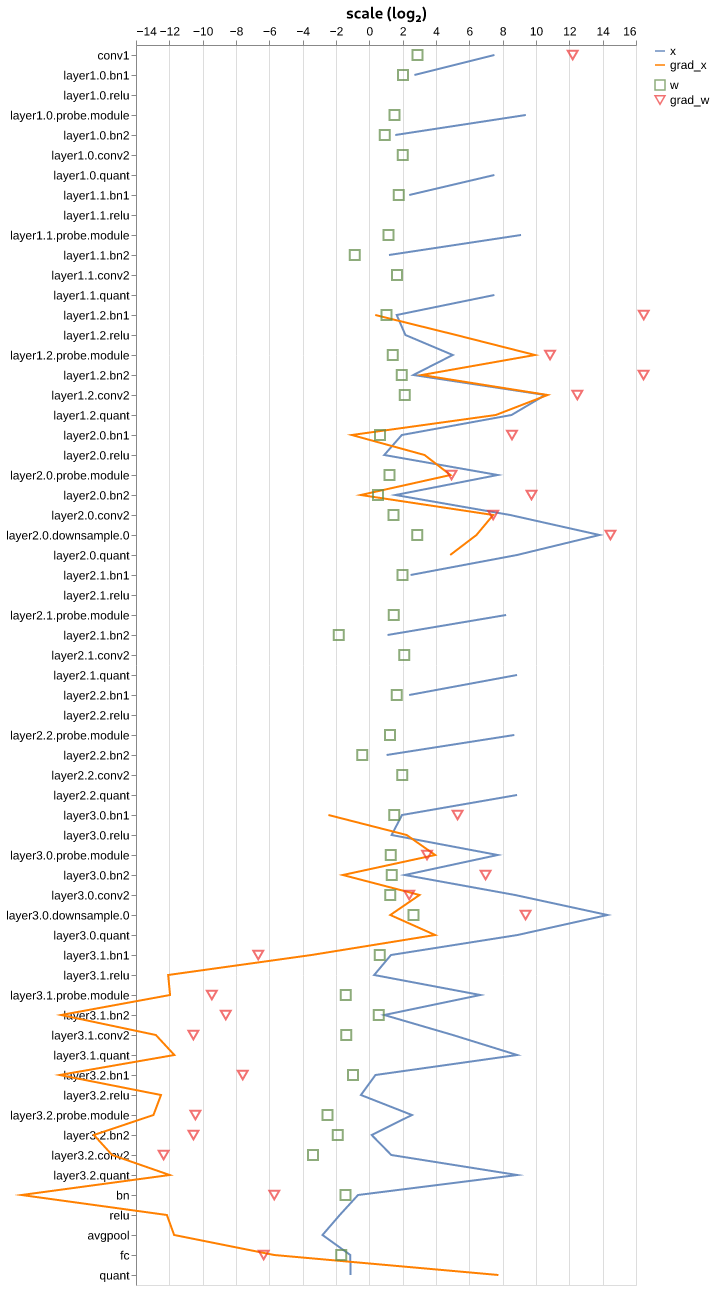 scale (log₂)
−14 −12 −10 −8 −6 −4 −2 0 2 4 6 8 10 12 14 16
x
grad_x
w
grad_w
conv1
layer1.0.bn1
layer1.0.relu
layer1.0.probe.module
layer1.0.bn2
layer1.0.conv2
layer1.0.quant
layer1.1.bn1
layer1.1.relu
layer1.1.probe.module
layer1.1.bn2
layer1.1.conv2
layer1.1.quant
layer1.2.bn1
layer1.2.relu
layer1.2.probe.module
layer1.2.bn2
layer1.2.conv2
layer1.2.quant
layer2.0.bn1
layer2.0.relu
layer2.0.probe.module
layer2.0.bn2
layer2.0.conv2
layer2.0.downsample.0
layer2.0.quant
layer2.1.bn1
layer2.1.relu
layer2.1.probe.module
layer2.1.bn2
layer2.1.conv2
layer2.1.quant
layer2.2.bn1
layer2.2.relu
layer2.2.probe.module
layer2.2.bn2
layer2.2.conv2
layer2.2.quant
layer3.0.bn1
layer3.0.relu
layer3.0.probe.module
layer3.0.bn2
layer3.0.conv2
layer3.0.downsample.0
layer3.0.quant
layer3.1.bn1
layer3.1.relu
layer3.1.probe.module
layer3.1.bn2
layer3.1.conv2
layer3.1.quant
layer3.2.bn1
layer3.2.relu
layer3.2.probe.module
layer3.2.bn2
layer3.2.conv2
layer3.2.quant
bn
relu
avgpool
fc
quant